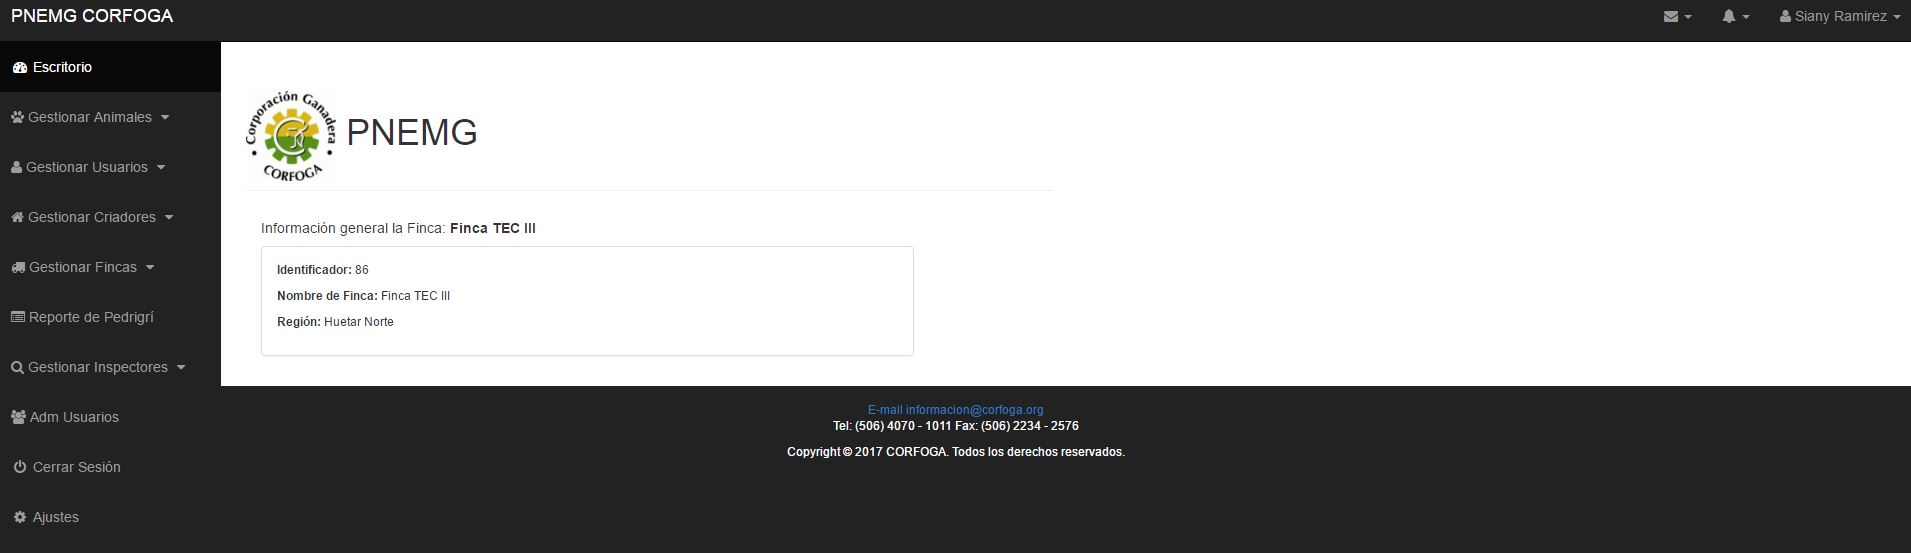 PNEMG CORFOGA
Siany Ramirez
Escritorio
Gestionar Animales
Gestionar Usuarios
Gestionar Criadores
Gestionar Fincas
Reporte de Pedrigrí
Gestionar Inspectores
Adm Usuarios
Cerrar Sesión
Ajustes
Corporación Ganadera
CORFOGA
PNEMG
Información general la Finca: Finca TEC III
Identificador: 86
Nombre de Finca: Finca TEC III
Región: Huetar Norte
E-mail informacion@corfoga.org
Tel: (506) 4070 - 1011 Fax: (506) 2234 - 2576
Copyright © 2017 CORFOGA. Todos los derechos reservados.